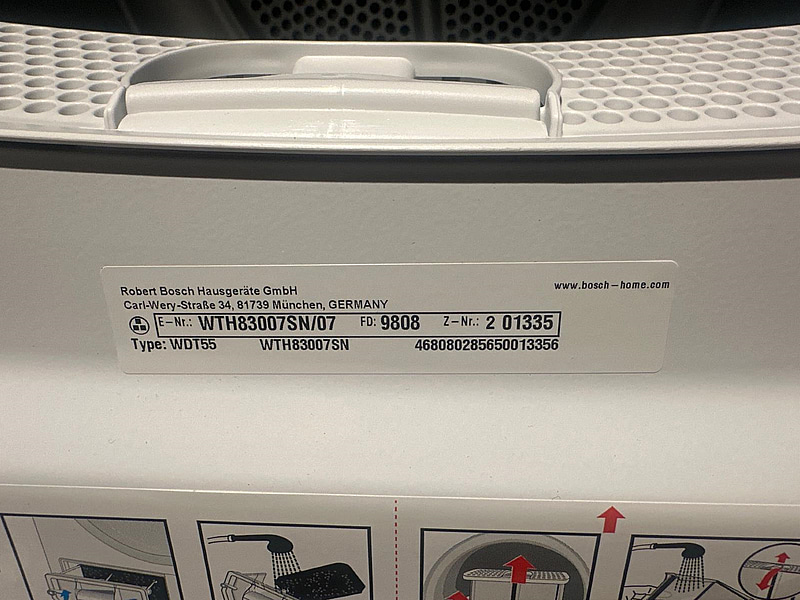 Robert Bosch Hausgeräte GmbH
www.bosch-home.com
Carl-Wery-Straße 34, 81739 München, GERMANY
E-Nr.: WTH83007SN/07 FD: 9808 Z-Nr.: 2 01335
Type: WDT55 WTH83007SN 468080285650013356